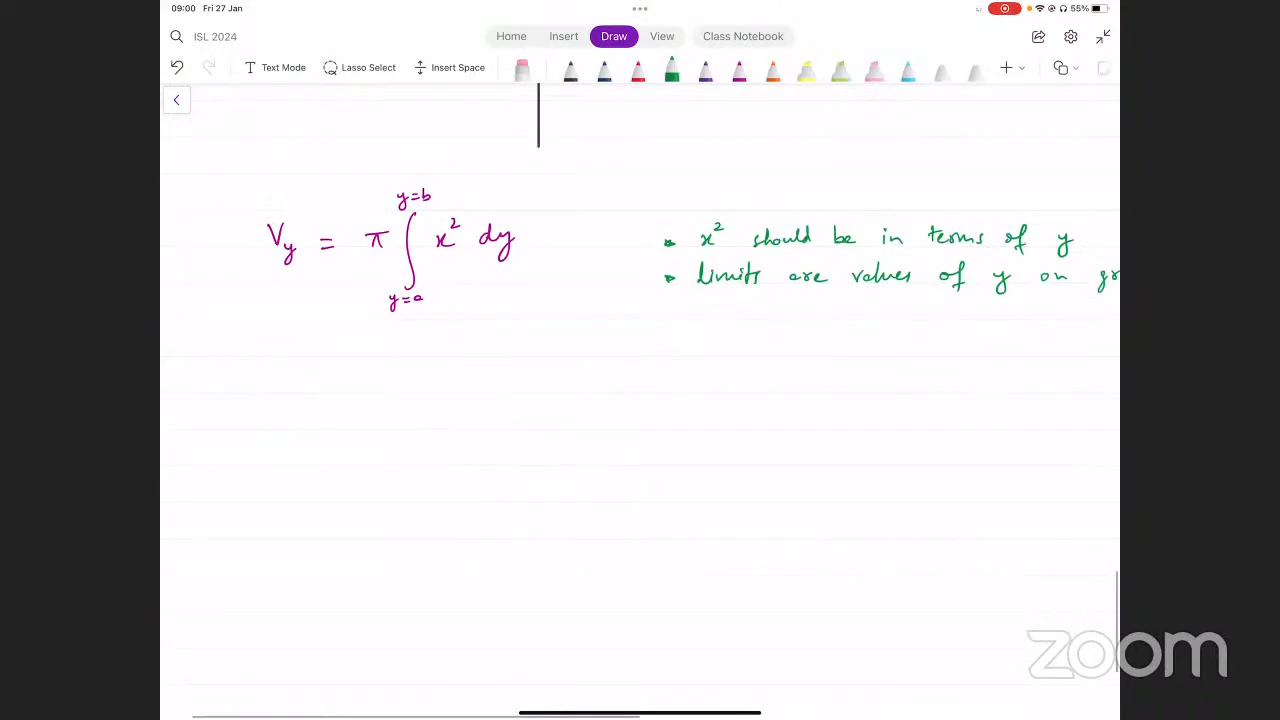 09:00 Fri 27 Jan
55%
ISL 2024
Home Insert Draw View Class Notebook
Text Mode Lasso Select Insert Space
y=b
V_y = π ∫ x² dy
y=a
x² should be in terms of y
limits are values of y on gr
zoom